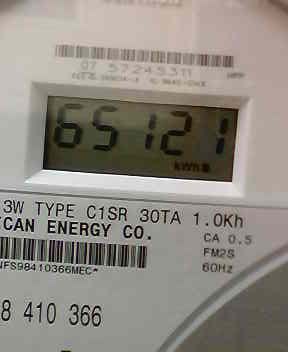 07 57245311
65121
kWh
3W TYPE C1SR 30TA 1.0Kh
CAN ENERGY CO.
CA 0.5
FM2S
60Hz
NFS98410366MEC*
8 410 366